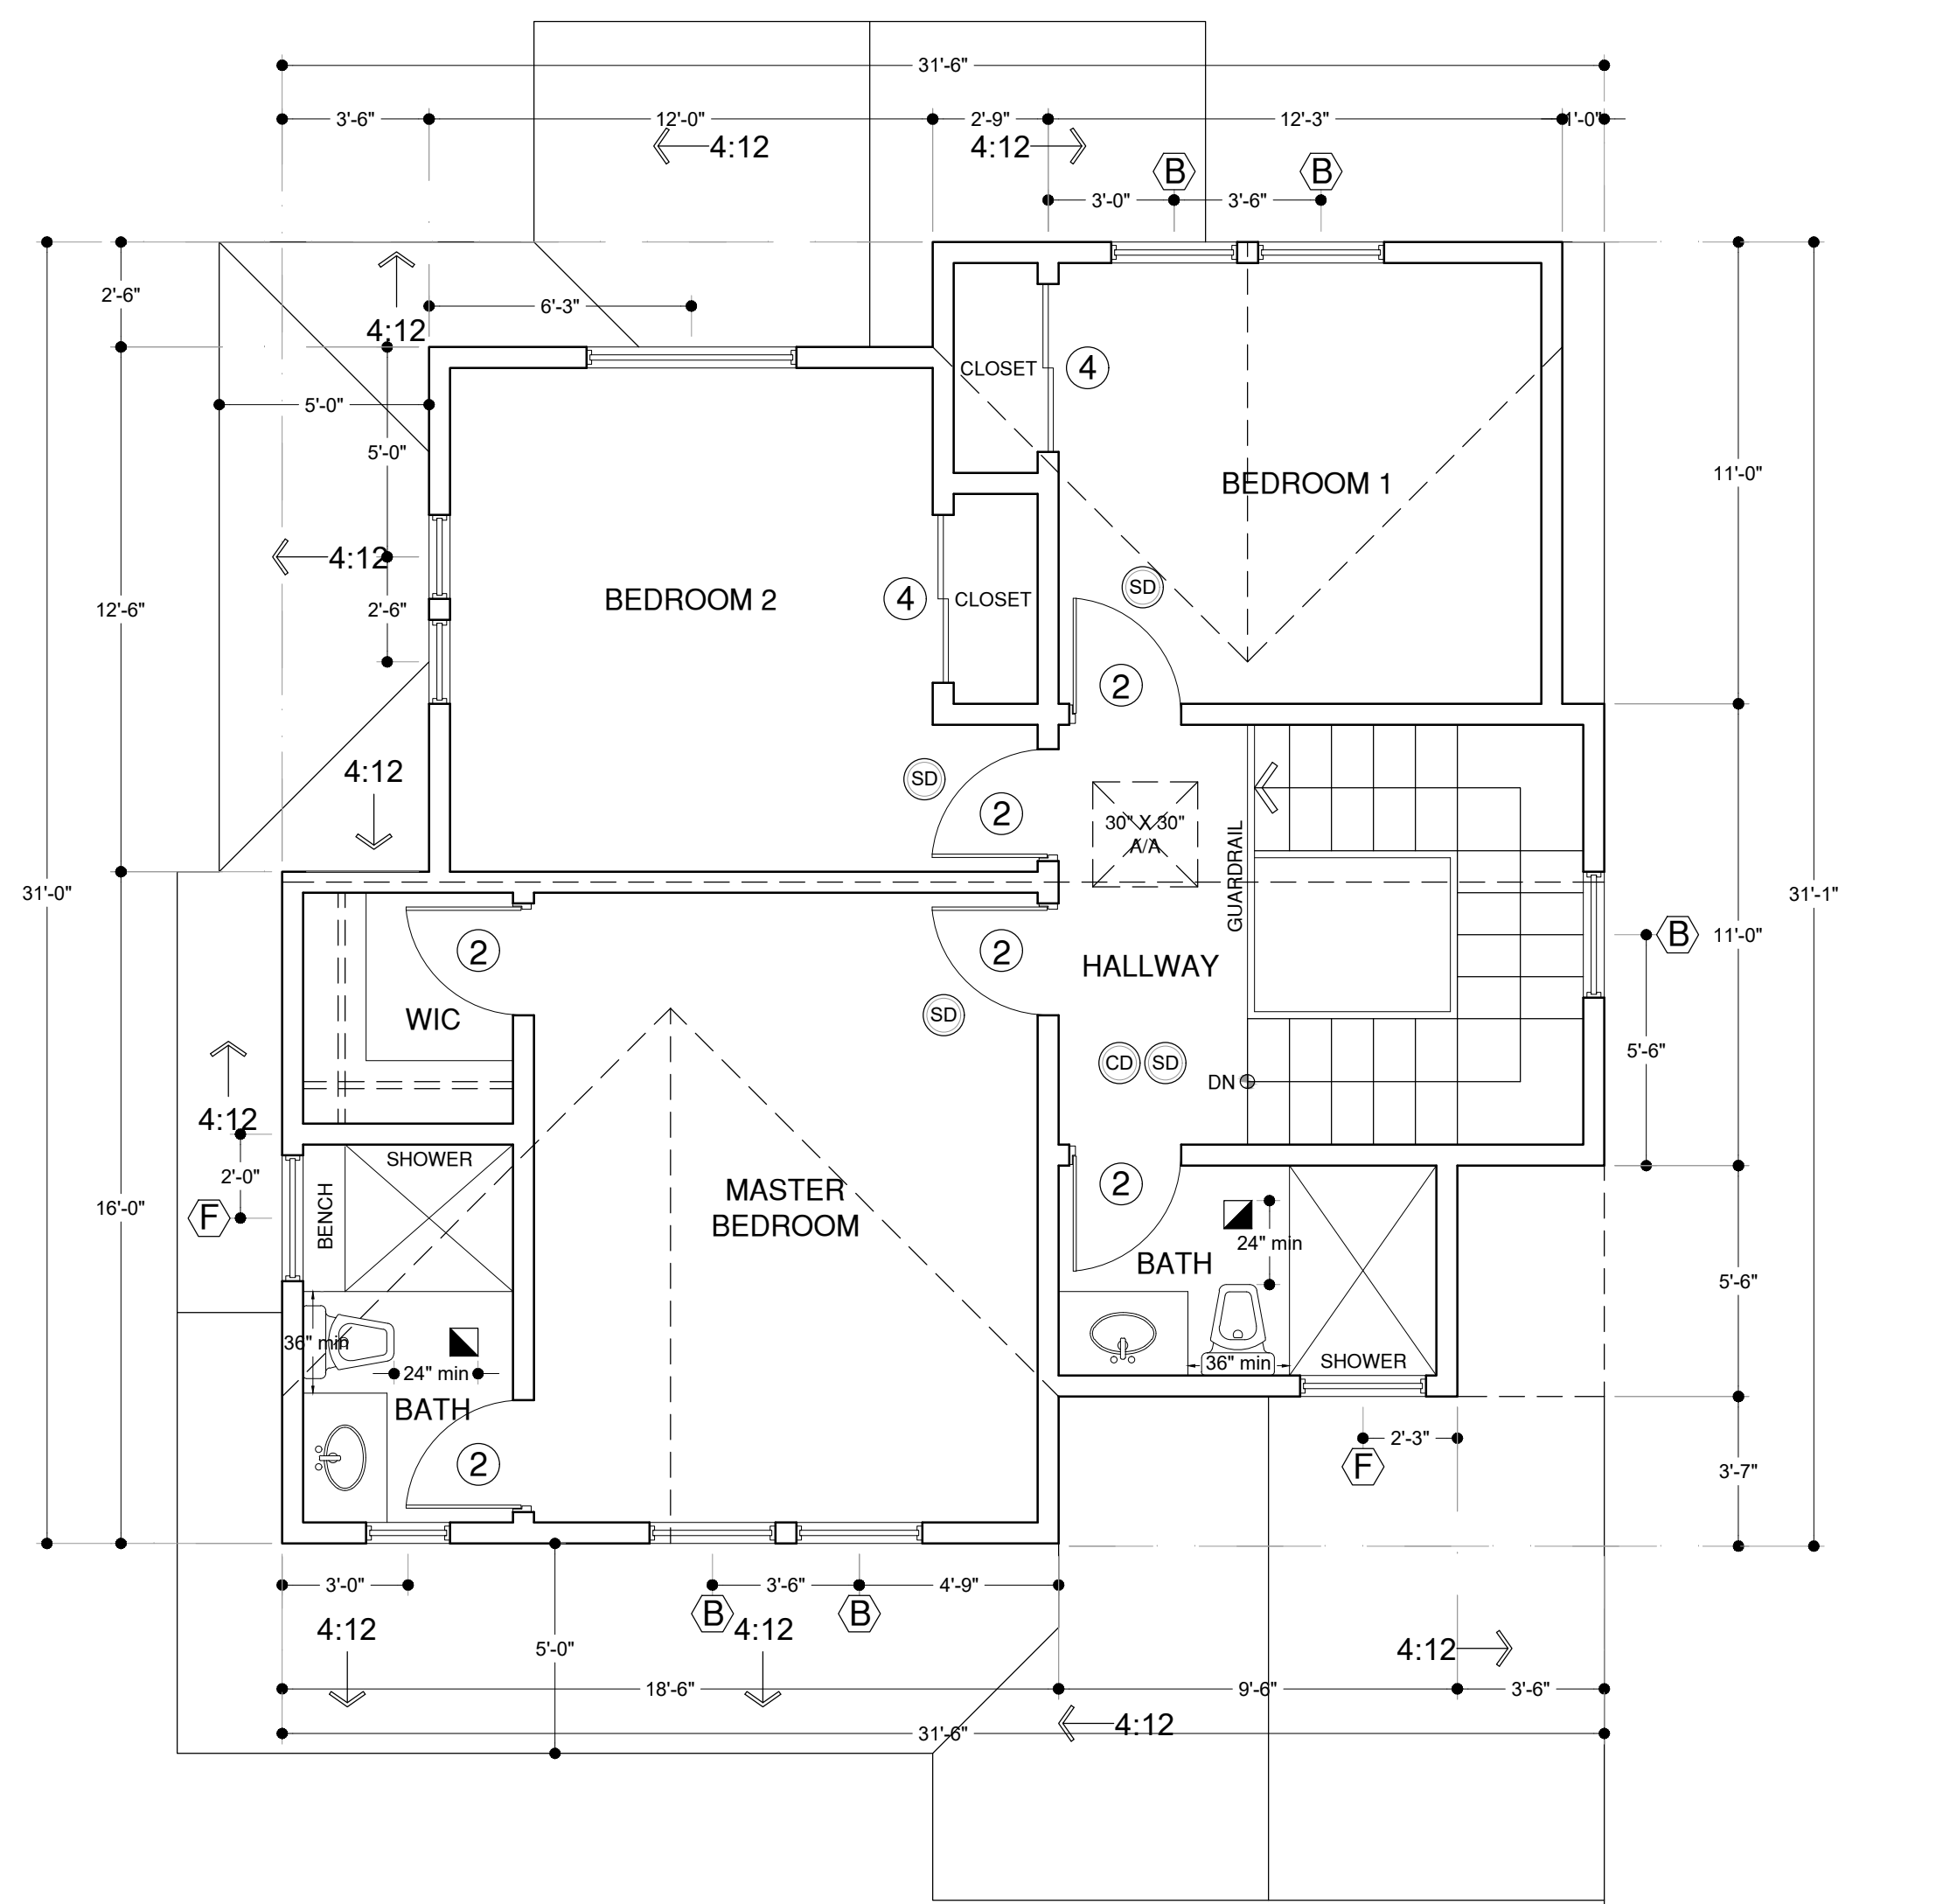 31'-6"
3'-6"
12'-0"
2'-9"
12'-3"
1'-0"
4:12
4:12
B
B
3'-0"
3'-6"
2'-6"
6'-3"
4:12
CLOSET
4
5'-0"
5'-0"
11'-0"
BEDROOM 1
4:12
SD
BEDROOM 2
4
CLOSET
12'-6"
2'-6"
2
4:12
SD
2
30" X 30"
A/A
GUARDRAIL
31'-0"
31'-1"
2
2
HALLWAY
B
11'-0"
WIC
SD
5'-6"
CD
SD
DN
4:12
SHOWER
2'-0"
F
BENCH
16'-0"
MASTER
BEDROOM
2
24" min
BATH
5'-6"
36" min
24" min
36" min
SHOWER
BATH
2
2'-3"
F
3'-7"
3'-0"
3'-6"
4'-9"
B
B
4:12
4:12
5'-0"
4:12
18'-6"
9'-6"
3'-6"
31'-6"
4:12